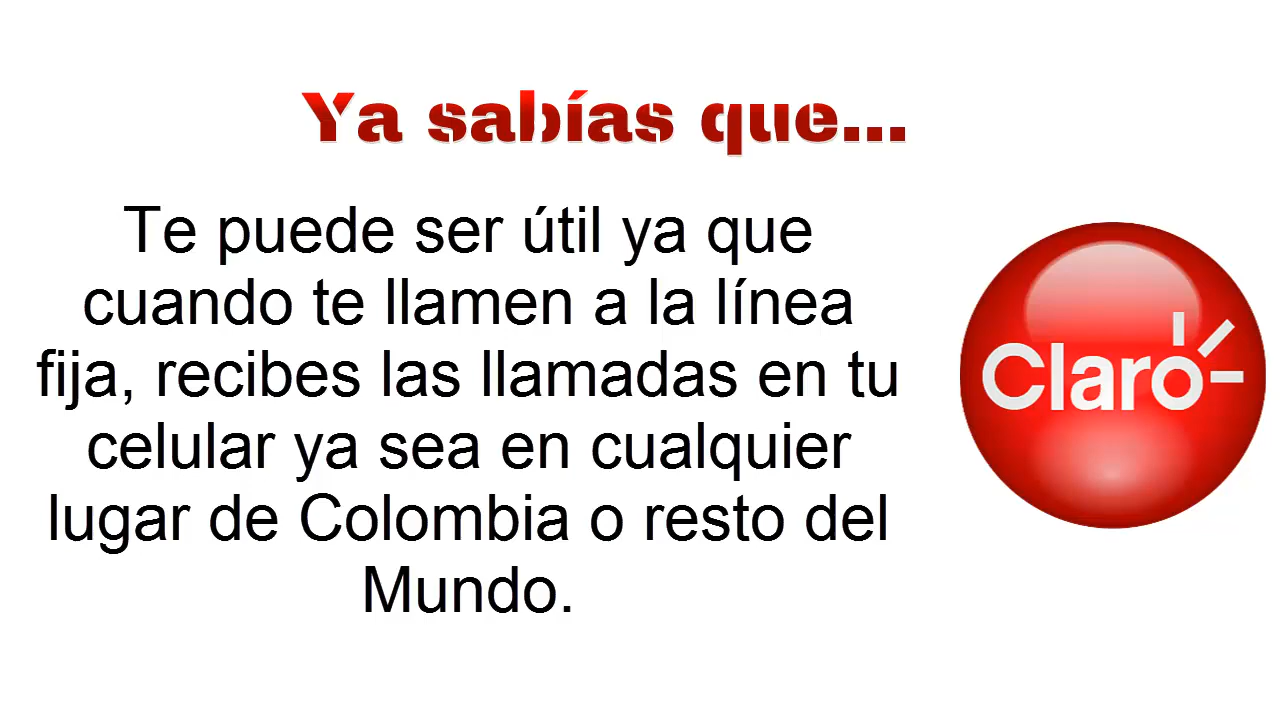 Ya sabías que...
Te puede ser útil ya que
cuando te llamen a la línea
fija, recibes las llamadas en tu
celular ya sea en cualquier
lugar de Colombia o resto del
Mundo.
Claro